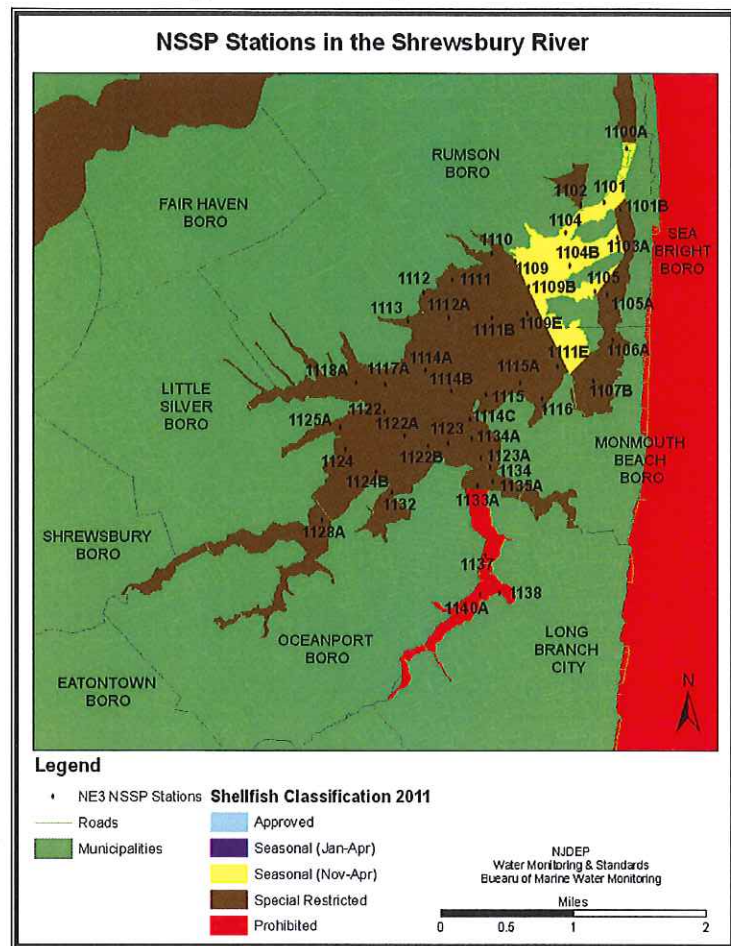 NSSP Stations in the Shrewsbury River
1100A
RUMSON
BORO
1102
1101
1101B
FAIR HAVEN
BORO
1104
SEA
BRIGHT
BORO
1103A
1110
1104B
1109
1112
1111
1109B
1105
1105A
1113
1112A
1111B
1109E
1106A
1111E
1114A
1115A
1118A
1117A
1114B
1107B
LITTLE
SILVER
BORO
1115
1116
1122
1114C
1125A
1122A
1123
1134A
MONMOUTH
BEACH
BORO
1124
1122B
1123A
1134
1124B
1135A
1132
1133A
1128A
SHREWSBURY
BORO
1137
1138
1140A
OCEANPORT
BORO
LONG
BRANCH
CITY
EATONTOWN
BORO
N
Legend
NE3 NSSP Stations
Roads
Municipalities
Shellfish Classification 2011
Approved
Seasonal (Jan-Apr)
Seasonal (Nov-Apr)
Special Restricted
Prohibited
NJDEP
Water Monitoring & Standards
Buearu of Marine Water Monitoring
Miles
0 0.5 1 2